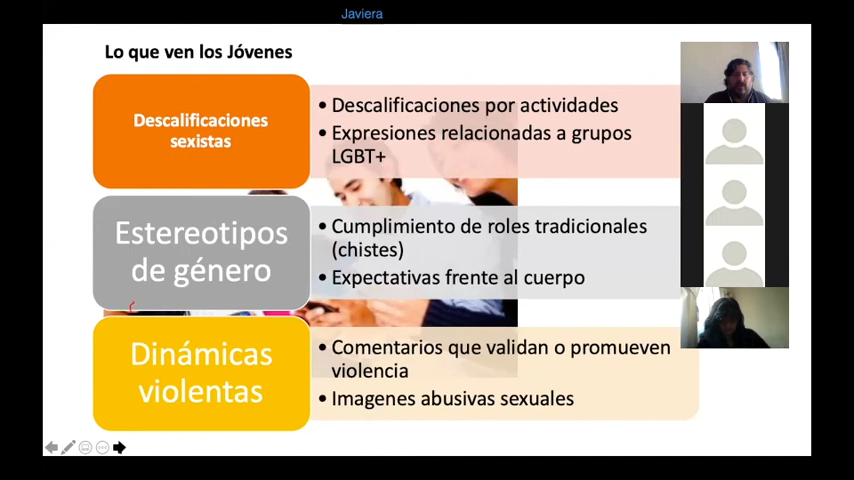 Javiera
Lo que ven los Jóvenes
Descalificaciones
sexistas
• Descalificaciones por actividades
• Expresiones relacionadas a grupos
LGBT+
Estereotipos
de género
• Cumplimiento de roles tradicionales
(chistes)
• Expectativas frente al cuerpo
Dinámicas
violentas
• Comentarios que validan o promueven
violencia
• Imagenes abusivas sexuales